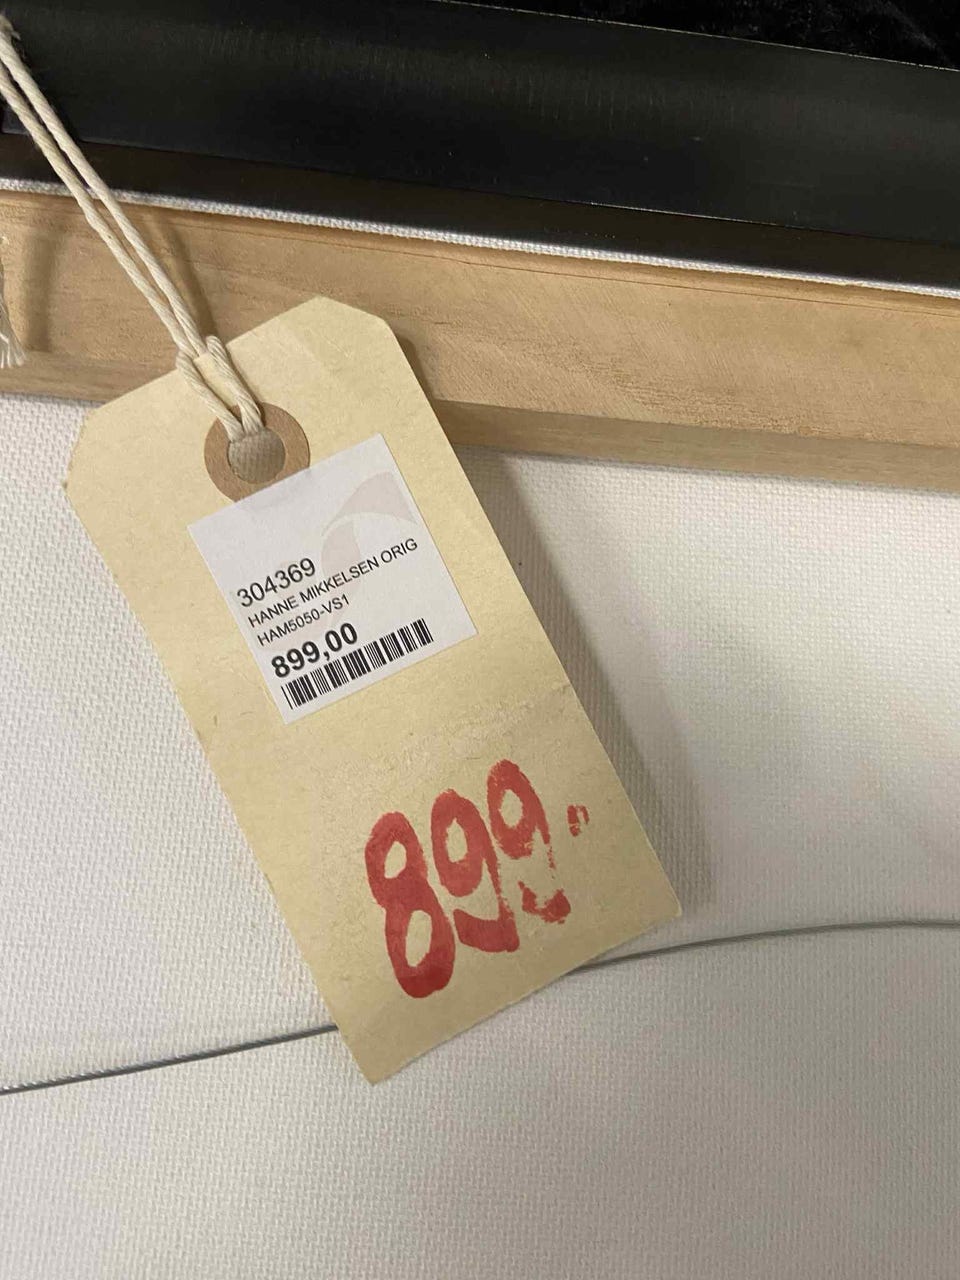 304369
HANNE MIKKELSEN ORIG
HAM5050-VS1
899,00
899.